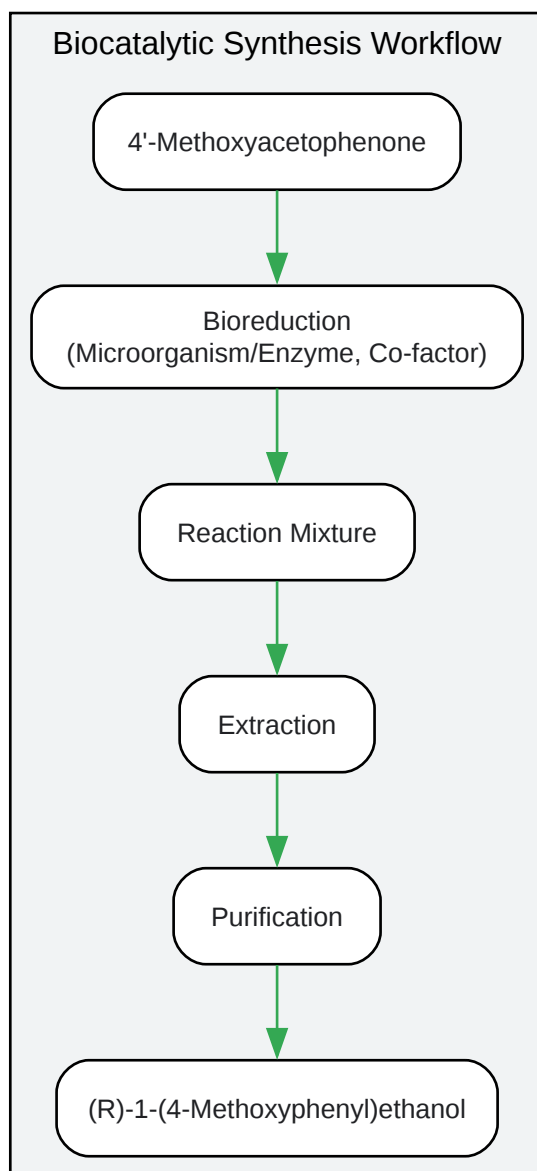 Biocatalytic Synthesis Workflow
4'-Methoxyacetophenone
Bioreduction
(Microorganism/Enzyme, Co-factor)
Reaction Mixture
Extraction
Purification
(R)-1-(4-Methoxyphenyl)ethanol